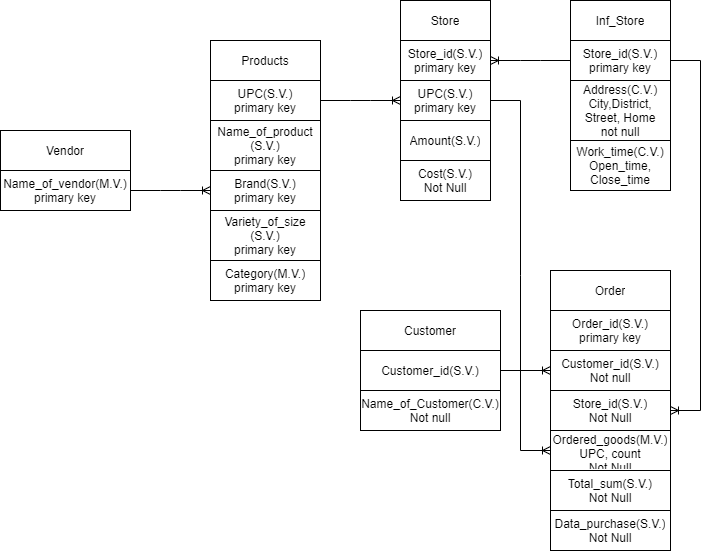 Vendor
Name_of_vendor(M.V.)
primary key
Products
UPC(S.V.)
primary key
Name_of_product
(S.V.)
primary key
Brand(S.V.)
primary key
Variety_of_size
(S.V.)
primary key
Category(M.V.)
primary key
Store
Store_id(S.V.)
primary key
UPC(S.V.)
primary key
Amount(S.V.)
Cost(S.V.)
Not Null
Inf_Store
Store_id(S.V.)
primary key
Address(C.V.)
City,District,
Street, Home
not null
Work_time(C.V.)
Open_time,
Close_time
Customer
Customer_id(S.V.)
Name_of_Customer(C.V.)
Not null
Order
Order_id(S.V.)
primary key
Customer_id(S.V.)
Not null
Store_id(S.V.)
Not Null
Ordered_goods(M.V.)
UPC, count
Not Null
Total_sum(S.V.)
Not Null
Data_purchase(S.V.)
Not Null